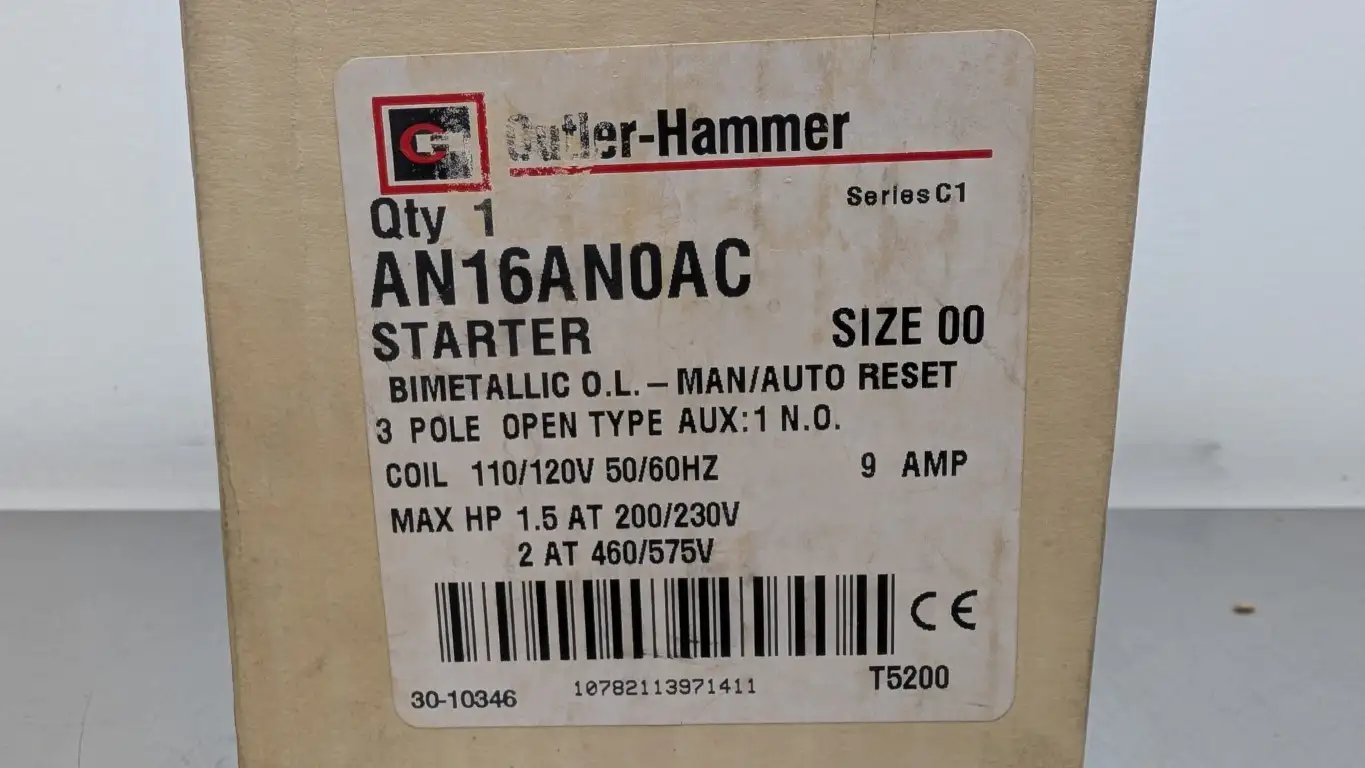 Cutler-Hammer
Series C1
Qty 1
AN16AN0AC
STARTER SIZE 00
BIMETALLIC O.L. – MAN/AUTO RESET
3 POLE OPEN TYPE AUX:1 N.O.
COIL 110/120V 50/60HZ 9 AMP
MAX HP 1.5 AT 200/230V
2 AT 460/575V
CE
T5200
30-10346 10782113971411